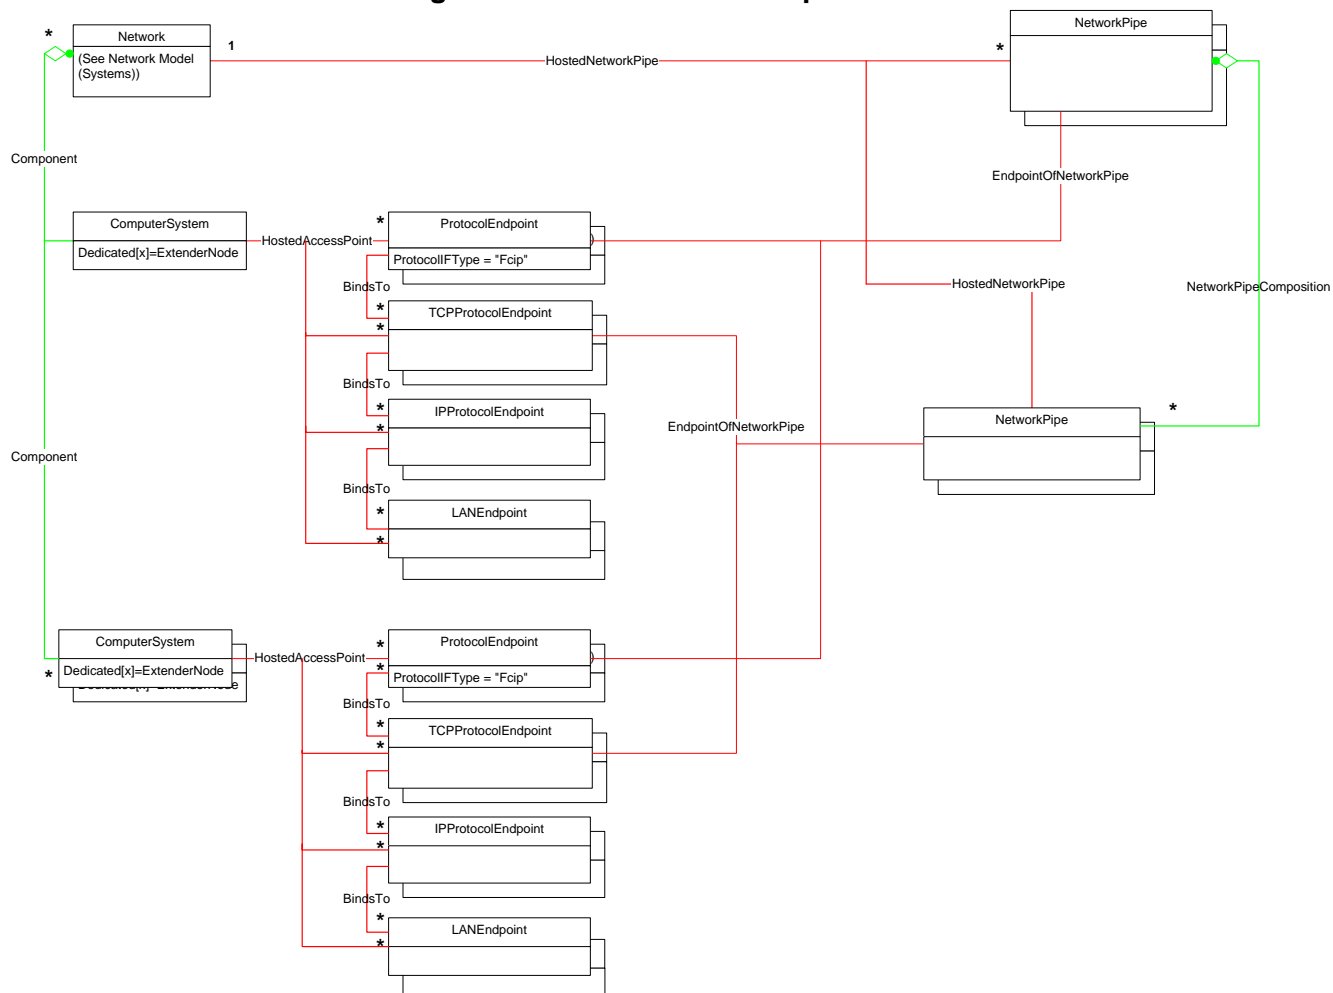 *
Network
1
(See Network Model
(Systems))
HostedNetworkPipe
*
NetworkPipe
Component
EndpointOfNetworkPipe
ComputerSystem
Dedicated[x]=ExtenderNode
HostedAccessPoint
*
ProtocolEndpoint
ProtocolIFType = "Fcip"
BindsTo
HostedNetworkPipe
NetworkPipeComposition
*
TCPProtocolEndpoint
*
BindsTo
*
IPProtocolEndpoint
*
EndpointOfNetworkPipe
*
NetworkPipe
Component
BindsTo
*
LANEndpoint
*
ComputerSystem
Dedicated[x]=ExtenderNode
*
Dedicated[x]=ExtenderNode
HostedAccessPoint
*
ProtocolEndpoint
*
ProtocolIFType = "Fcip"
BindsTo
*
TCPProtocolEndpoint
*
BindsTo
*
IPProtocolEndpoint
*
BindsTo
*
LANEndpoint
*